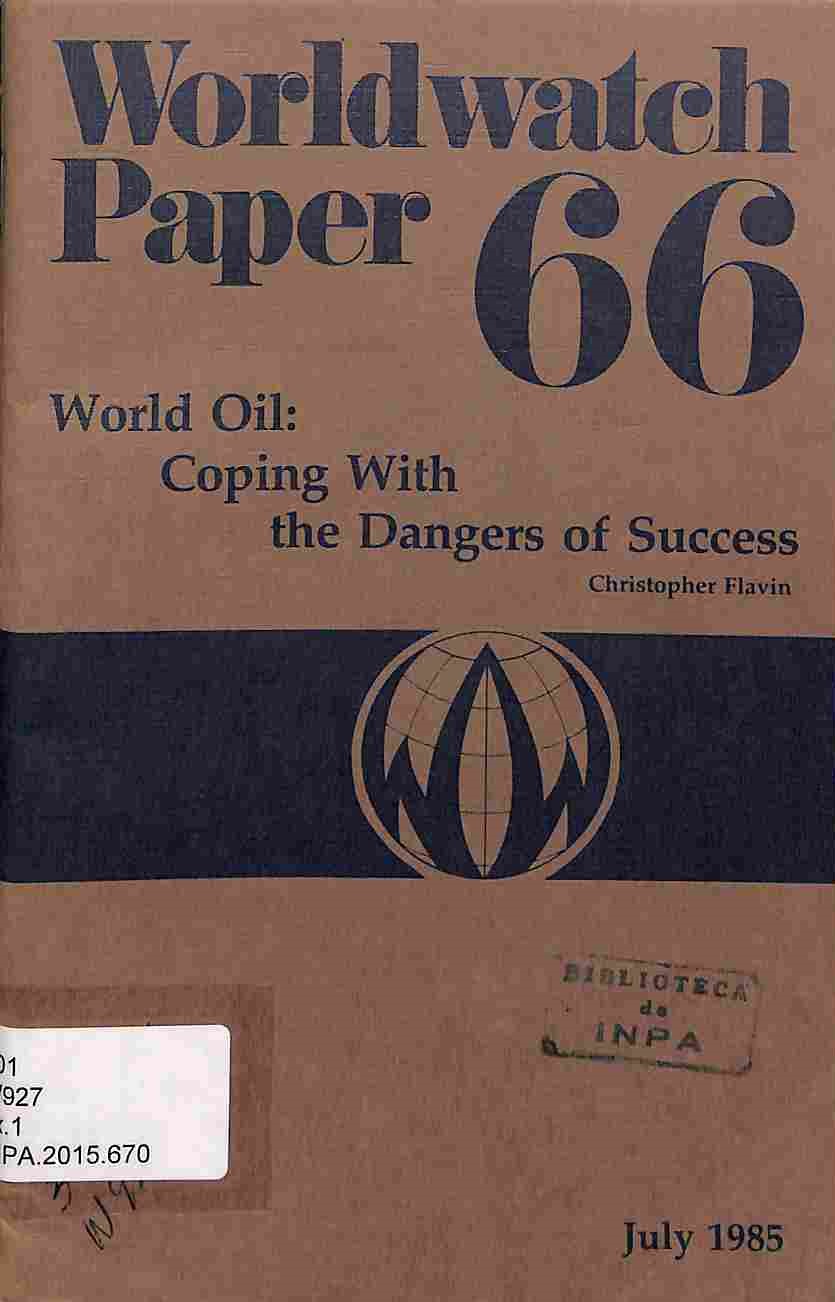 Worldwatch
Paper 66
World Oil:
Coping With
the Dangers of Success
Christopher Flavin
BIBLIOTECA
do
INPA
01
927
.1
PA.2015.670
July 1985